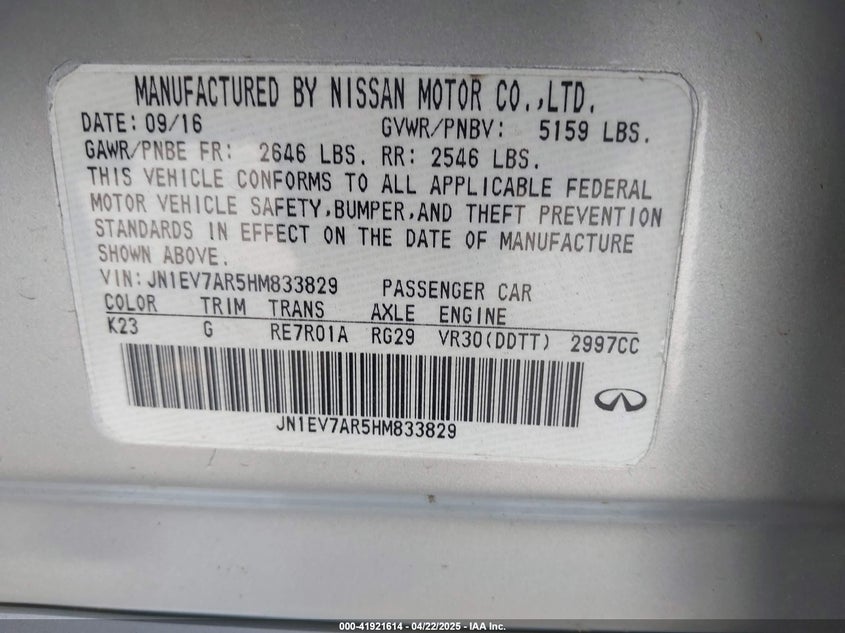 MANUFACTURED BY NISSAN MOTOR CO.,LTD.
DATE: 09/16 GVWR/PNBV: 5159 LBS.
GAWR/PNBE FR: 2646 LBS. RR: 2546 LBS.
THIS VEHICLE CONFORMS TO ALL APPLICABLE FEDERAL
MOTOR VEHICLE SAFETY,BUMPER,AND THEFT PREVENTION
STANDARDS IN EFFECT ON THE DATE OF MANUFACTURE
SHOWN ABOVE.
VIN: JN1EV7AR5HM833829 PASSENGER CAR
COLOR TRIM TRANS AXLE ENGINE
K23 G RE7R01A RG29 VR30(DDTT) 2997CC
JN1EV7AR5HM833829
000-41921614 - 04/22/2025 - IAA Inc.